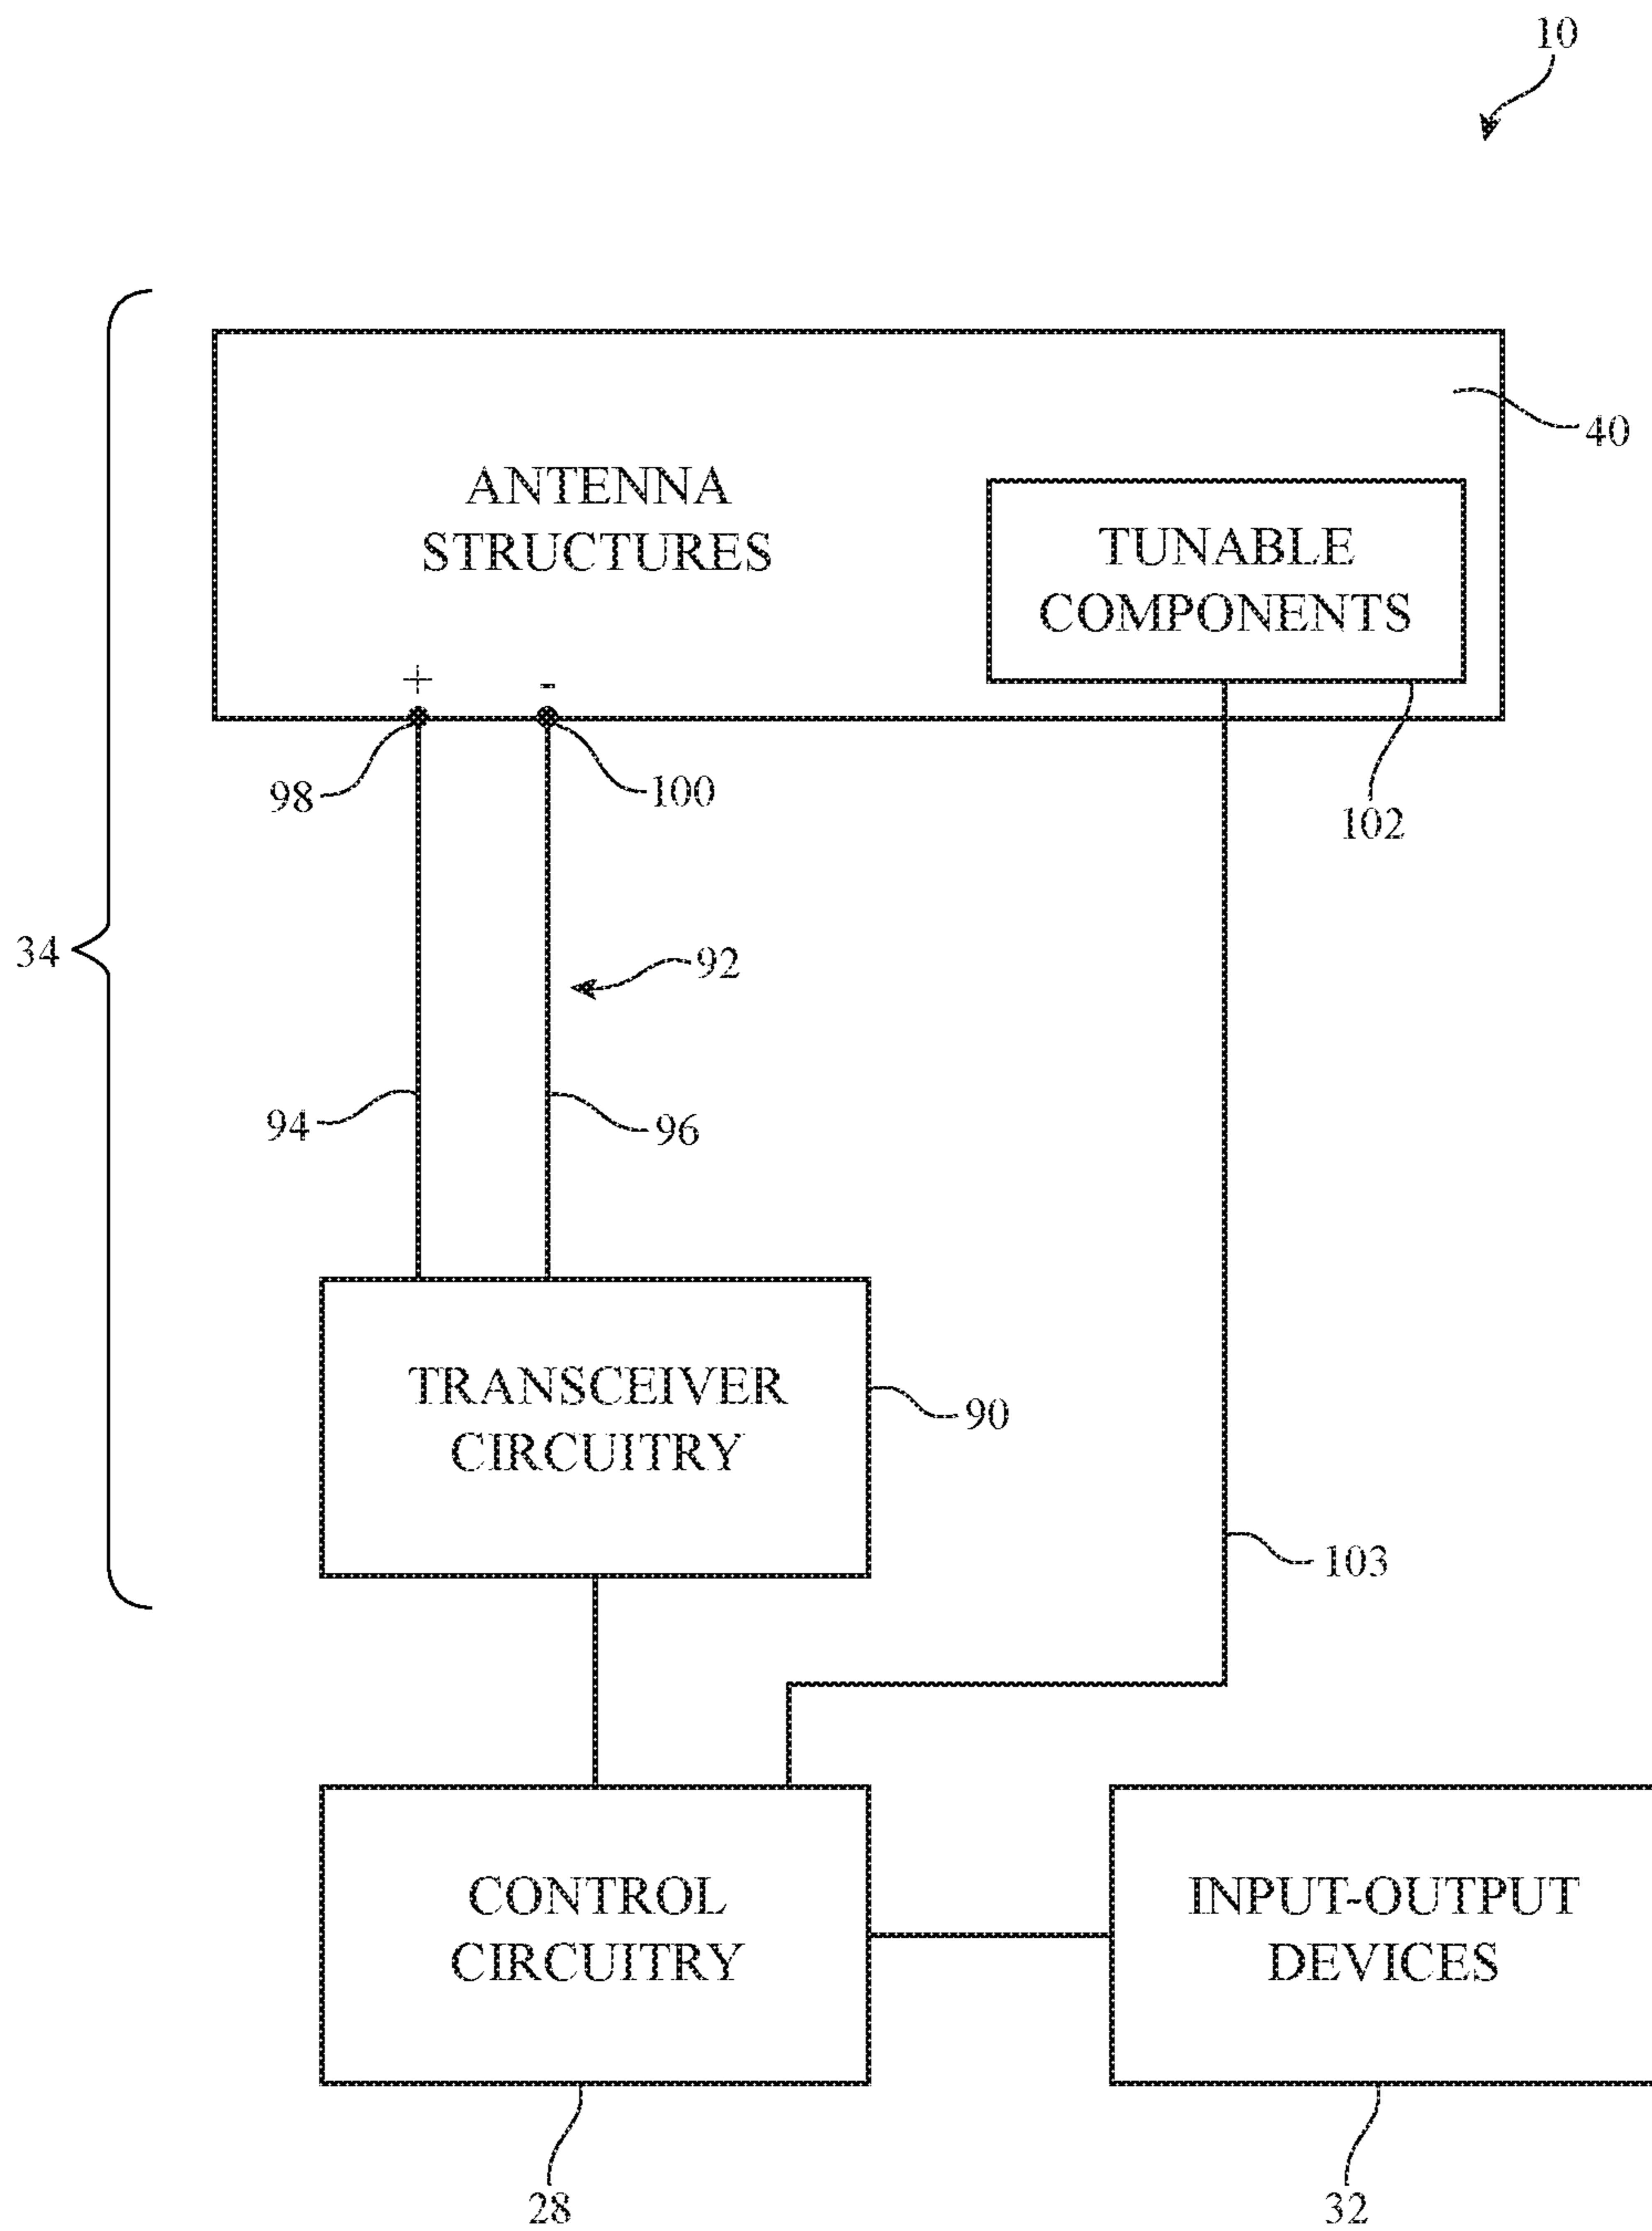 10
40
ANTENNA
STRUCTURES
TUNABLE
COMPONENTS
+
-
98
100
102
34
92
94
96
TRANSCEIVER
CIRCUITRY
90
103
CONTROL
CIRCUITRY
INPUT-OUTPUT
DEVICES
28
32